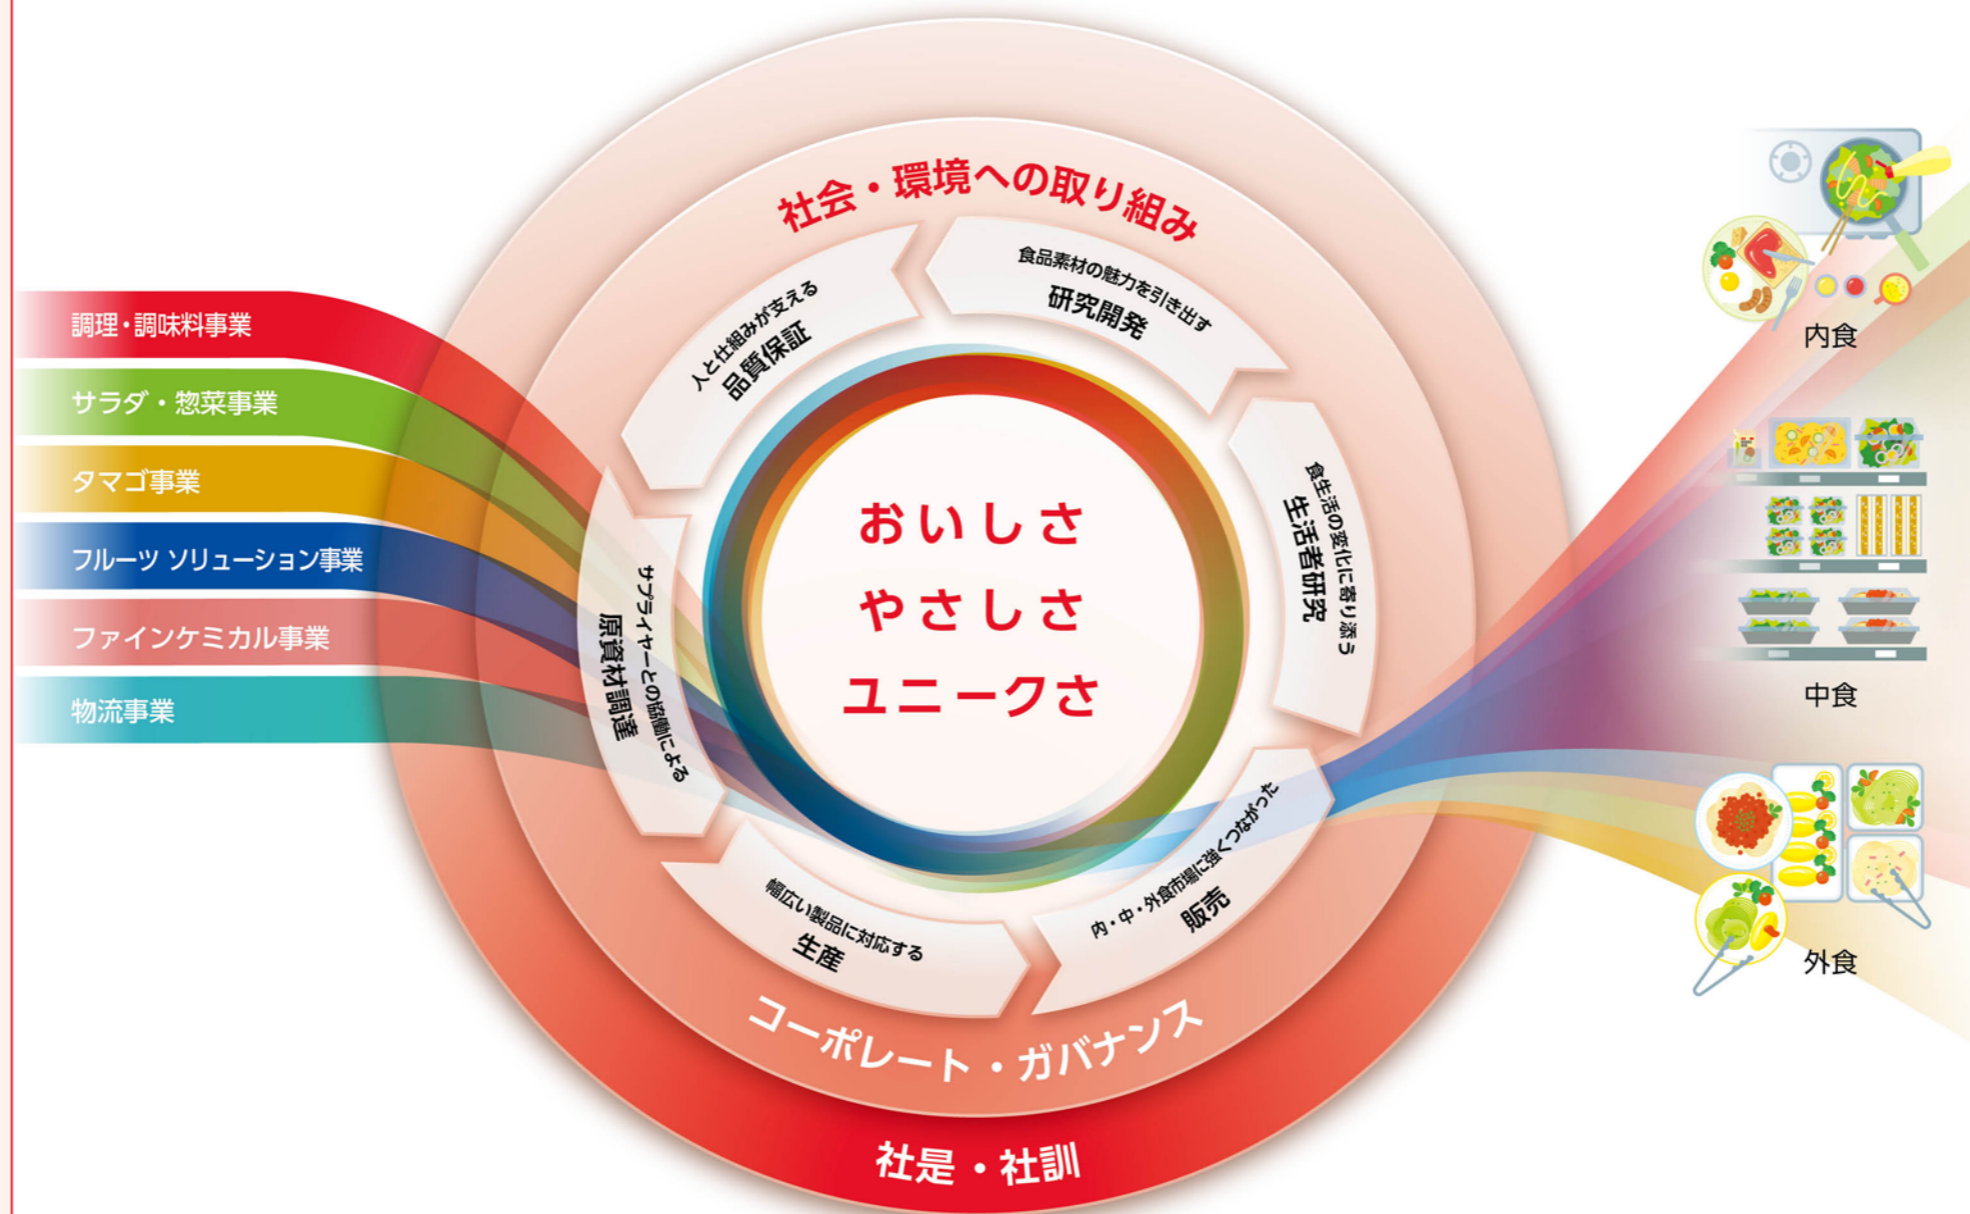 調理・調味料事業
サラダ・惣菜事業
タマゴ事業
フルーツ ソリューション事業
ファインケミカル事業
物流事業
社会・環境への取り組み
食品素材の魅力を引き出す
研究開発
人と仕組みが支える
品質保証
サプライヤーとの協働による
原資材調達
幅広い製品に対応する
生産
内・中・外食市場に強くつながった
販売
食生活の変化に寄り添う
生活者研究
おいしさ
やさしさ
ユニークさ
コーポレート・ガバナンス
社是・社訓
内食
中食
外食